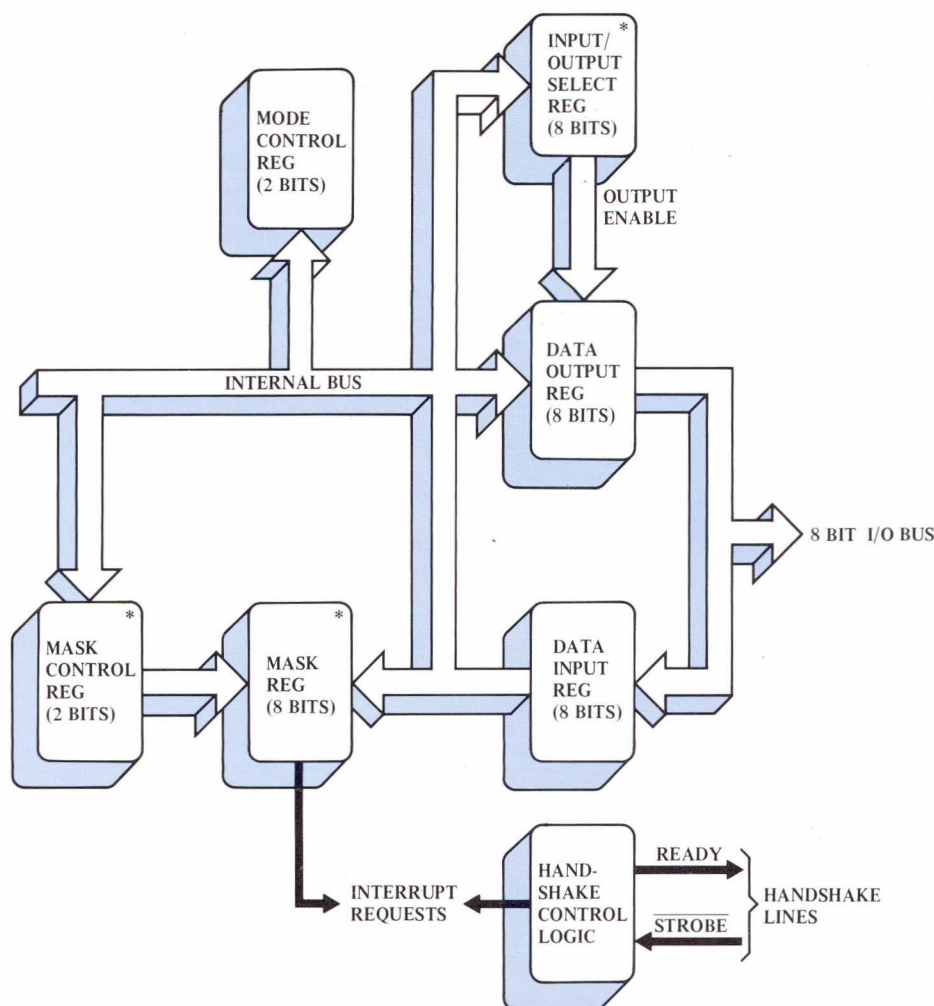 INPUT/
OUTPUT
SELECT
REG
(8 BITS)
*
MODE
CONTROL
REG
(2 BITS)
OUTPUT
ENABLE
DATA
OUTPUT
REG
(8 BITS)
INTERNAL BUS
8 BIT I/O BUS
MASK
CONTROL
REG
(2 BITS)
*
MASK
REG
(8 BITS)
*
DATA
INPUT
REG
(8 BITS)
HAND-
SHAKE
CONTROL
LOGIC
READY
STROBE
HANDSHAKE
LINES
INTERRUPT
REQUESTS